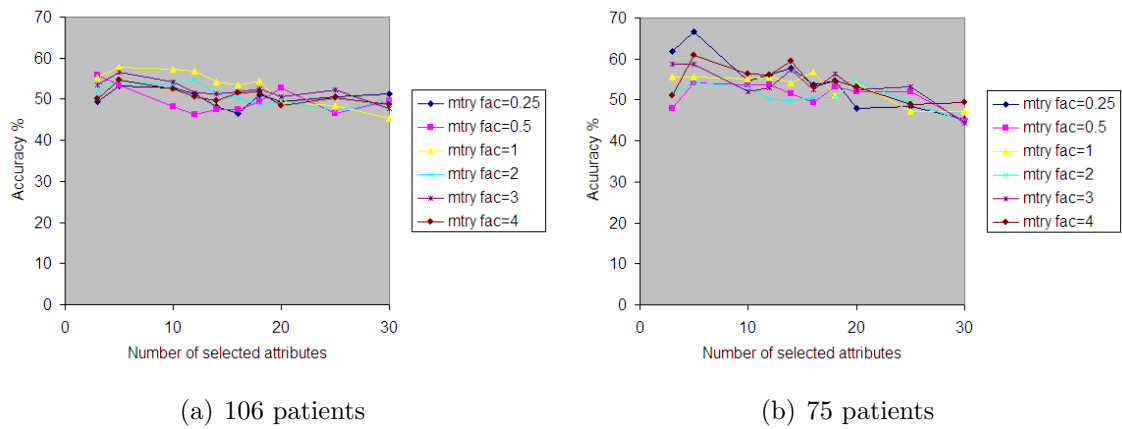 70
60
50
40
30
20
10
0
0 10 20 30
Accuracy %
Number of selected attributes
mtry fac=0.25
mtry fac=0.5
mtry fac=1
mtry fac=2
mtry fac=3
mtry fac=4
(a) 106 patients
70
60
50
40
30
20
10
0
0 10 20 30
Acuuracy %
Number of selected attributes
mtry fac=0.25
mtry fac=0.5
mtry fac=1
mtry fac=2
mtry fac=3
mtry fac=4
(b) 75 patients